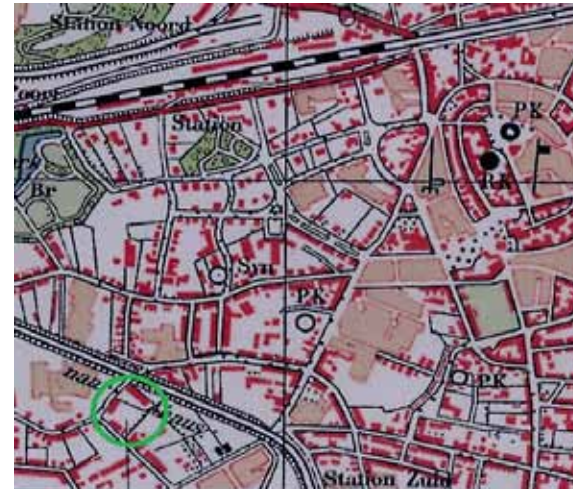 Station Noord
Station
PK
RK
Br
Syn
PK
PK
Station Zuid